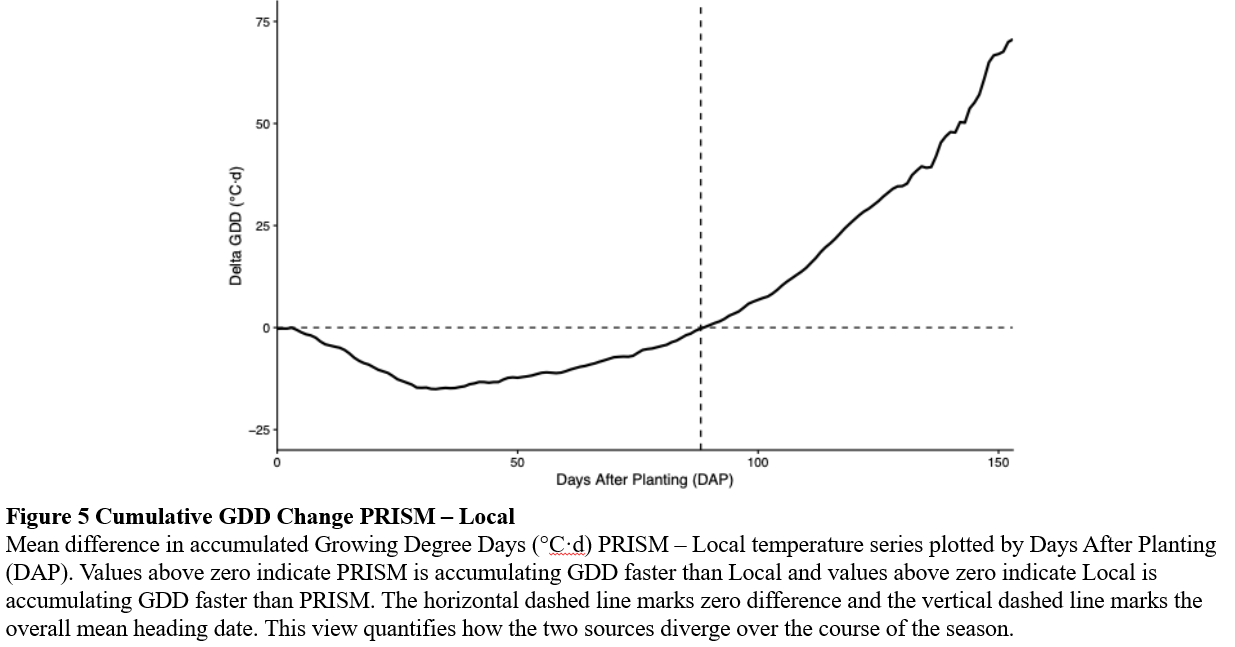 75
50
25
0
−25
Delta GDD (°C·d)
0 50 100 150
Days After Planting (DAP)
Figure 5 Cumulative GDD Change PRISM – Local
Mean difference in accumulated Growing Degree Days (°C·d) PRISM – Local temperature series plotted by Days After Planting
(DAP). Values above zero indicate PRISM is accumulating GDD faster than Local and values above zero indicate Local is
accumulating GDD faster than PRISM. The horizontal dashed line marks zero difference and the vertical dashed line marks the
overall mean heading date. This view quantifies how the two sources diverge over the course of the season.